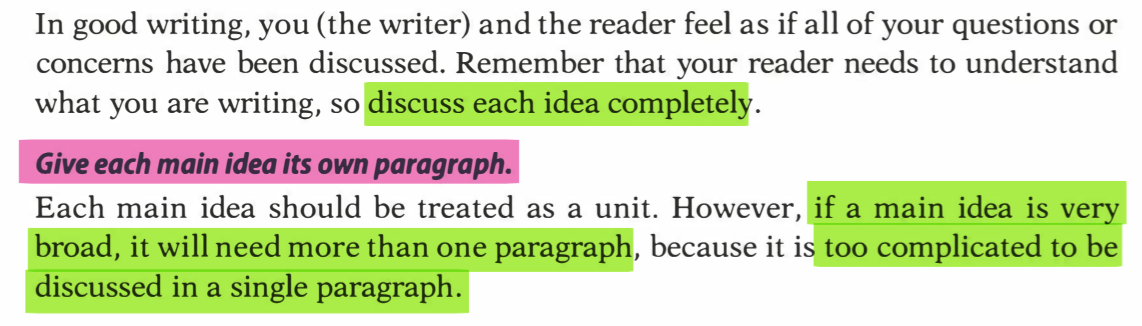 In good writing, you (the writer) and the reader feel as if all of your questions or
concerns have been discussed. Remember that your reader needs to understand
what you are writing, so discuss each idea completely.
Give each main idea its own paragraph.
Each main idea should be treated as a unit. However, if a main idea is very
broad, it will need more than one paragraph, because it is too complicated to be
discussed in a single paragraph.